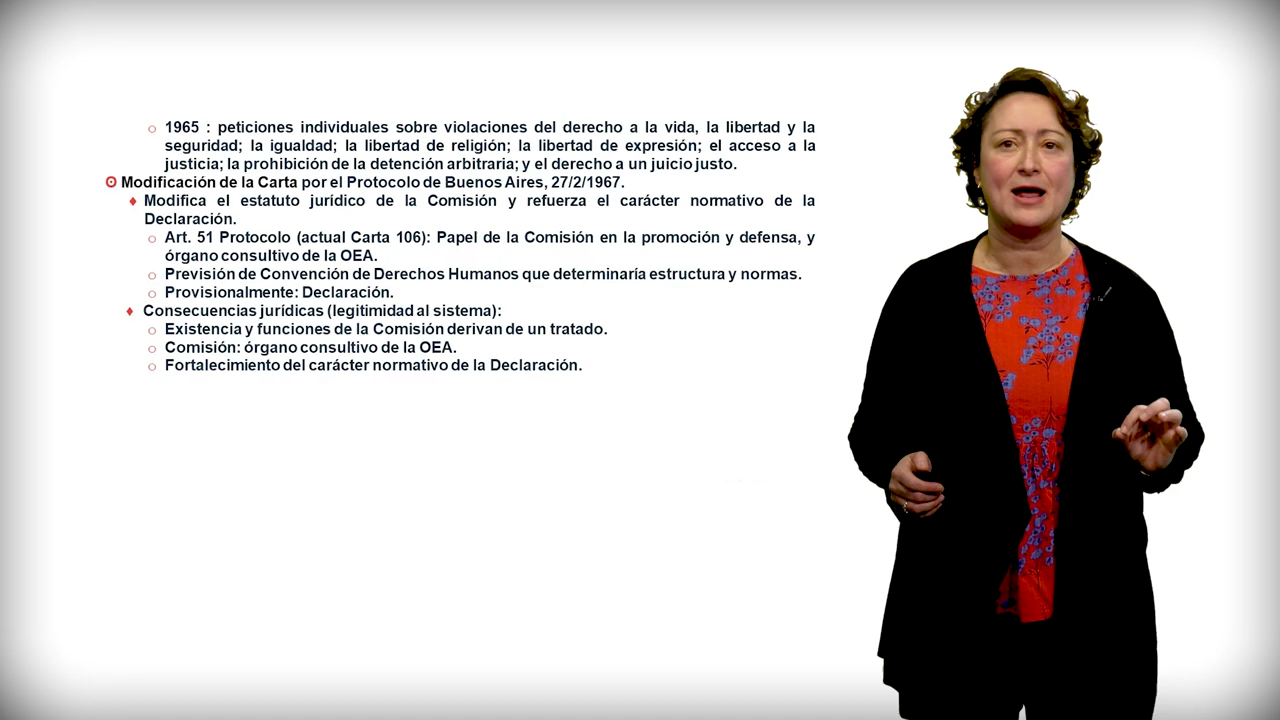 1965 : peticiones individuales sobre violaciones del derecho a la vida, la libertad y la
seguridad; la igualdad; la libertad de religión; la libertad de expresión; el acceso a la
justicia; la prohibición de la detención arbitraria; y el derecho a un juicio justo.
Modificación de la Carta por el Protocolo de Buenos Aires, 27/2/1967.
Modifica el estatuto jurídico de la Comisión y refuerza el carácter normativo de la
Declaración.
Art. 51 Protocolo (actual Carta 106): Papel de la Comisión en la promoción y defensa, y
órgano consultivo de la OEA.
Previsión de Convención de Derechos Humanos que determinaría estructura y normas.
Provisionalmente: Declaración.
Consecuencias jurídicas (legitimidad al sistema):
Existencia y funciones de la Comisión derivan de un tratado.
Comisión: órgano consultivo de la OEA.
Fortalecimiento del carácter normativo de la Declaración.